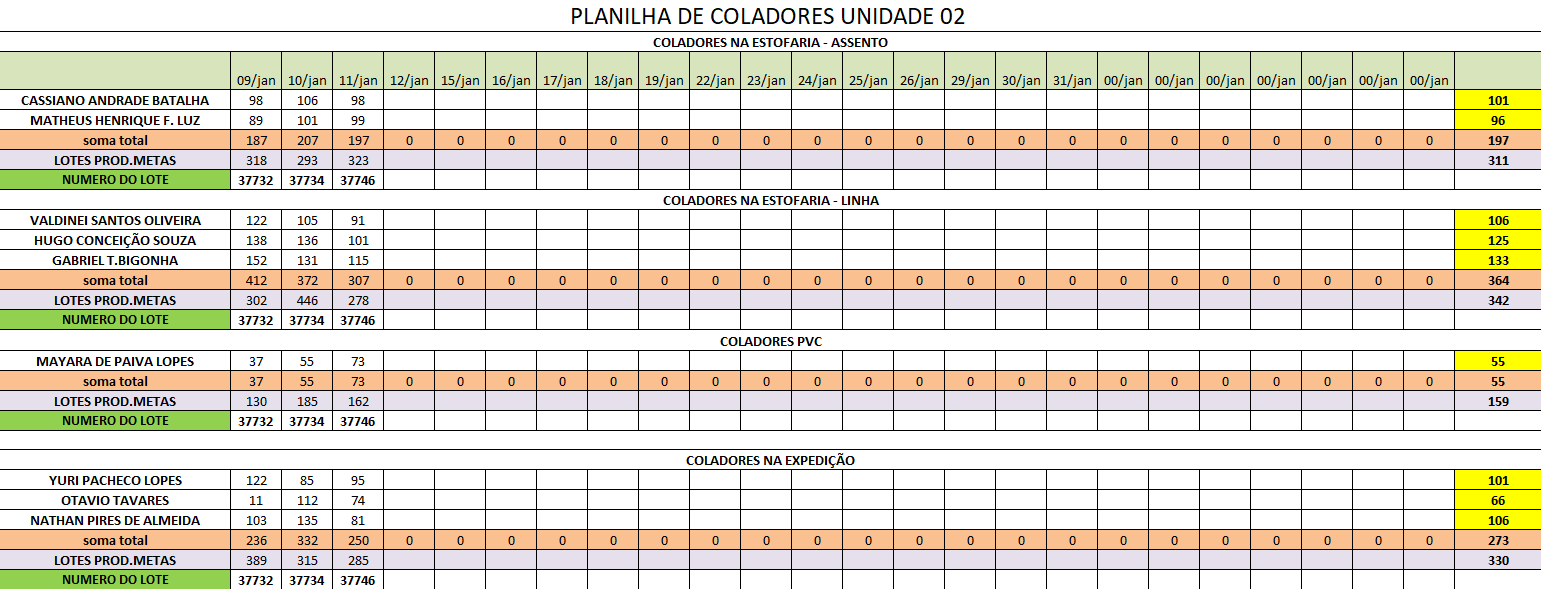 PLANILHA DE COLADORES UNIDADE 02
COLADORES NA ESTOFARIA - ASSENTO
09/jan 10/jan 11/jan 12/jan 15/jan 16/jan 17/jan 18/jan 19/jan 22/jan 23/jan 24/jan 25/jan 26/jan 29/jan 30/jan 31/jan 00/jan 00/jan 00/jan 00/jan 00/jan 00/jan 00/jan
CASSIANO ANDRADE BATALHA 98 106 98 101
MATHEUS HENRIQUE F. LUZ 89 101 99 96
soma total 187 207 197 0 0 0 0 0 0 0 0 0 0 0 0 0 0 0 0 0 0 0 0 0 197
LOTES PROD.METAS 318 293 323 311
NUMERO DO LOTE 37732 37734 37746
COLADORES NA ESTOFARIA - LINHA
VALDINEI SANTOS OLIVEIRA 122 105 91 106
HUGO CONCEIÇÃO SOUZA 138 136 101 125
GABRIEL T.BIGONHA 152 131 115 133
soma total 412 372 307 0 0 0 0 0 0 0 0 0 0 0 0 0 0 0 0 0 0 0 0 0 364
LOTES PROD.METAS 302 446 278 342
NUMERO DO LOTE 37732 37734 37746
COLADORES PVC
MAYARA DE PAIVA LOPES 37 55 73 55
soma total 37 55 73 0 0 0 0 0 0 0 0 0 0 0 0 0 0 0 0 0 0 0 0 0 55
LOTES PROD.METAS 130 185 162 159
NUMERO DO LOTE 37732 37734 37746
COLADORES NA EXPEDIÇÃO
YURI PACHECO LOPES 122 85 95 101
OTAVIO TAVARES 11 112 74 66
NATHAN PIRES DE ALMEIDA 103 135 81 106
soma total 236 332 250 0 0 0 0 0 0 0 0 0 0 0 0 0 0 0 0 0 0 0 0 0 273
LOTES PROD.METAS 389 315 285 330
NUMERO DO LOTE 37732 37734 37746